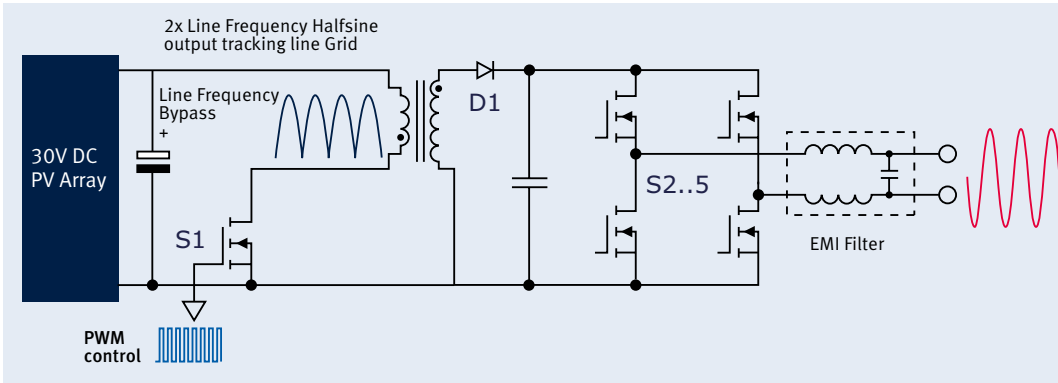 2x Line Frequency Halfsine
output tracking line Grid
Line Frequency
Bypass
+
30V DC
PV Array
D1
S2..5
S1
EMI Filter
PWM
control